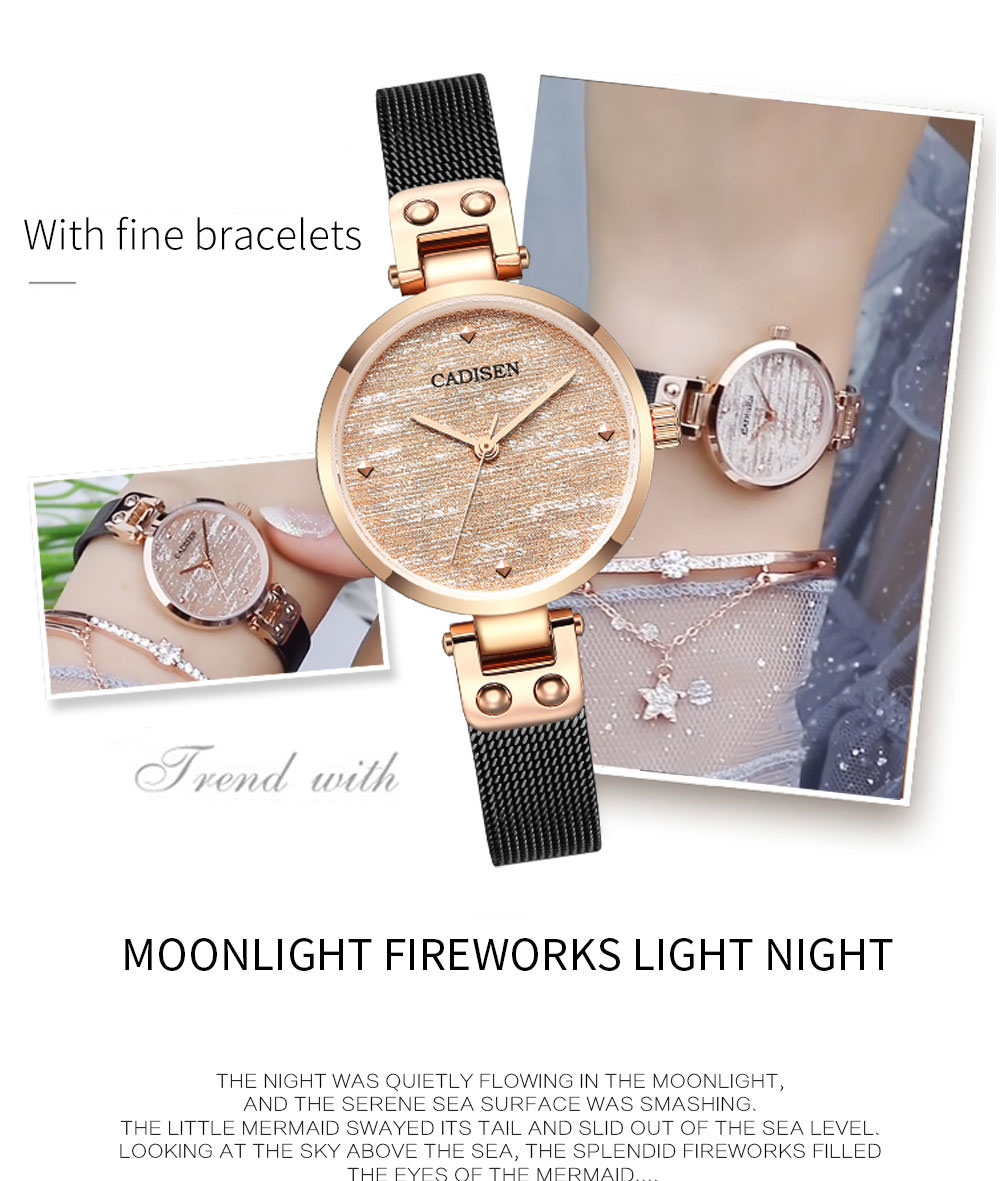 With fine bracelets
CADISEN
CADISEN
CADISEN
Trend with
MOONLIGHT FIREWORKS LIGHT NIGHT
THE NIGHT WAS QUIETLY FLOWING IN THE MOONLIGHT,
AND THE SERENE SEA SURFACE WAS SMASHING.
THE LITTLE MERMAID SWAYED ITS TAIL AND SLID OUT OF THE SEA LEVEL.
LOOKING AT THE SKY ABOVE THE SEA, THE SPLENDID FIREWORKS FILLED
THE EYES OF THE MERMAID....